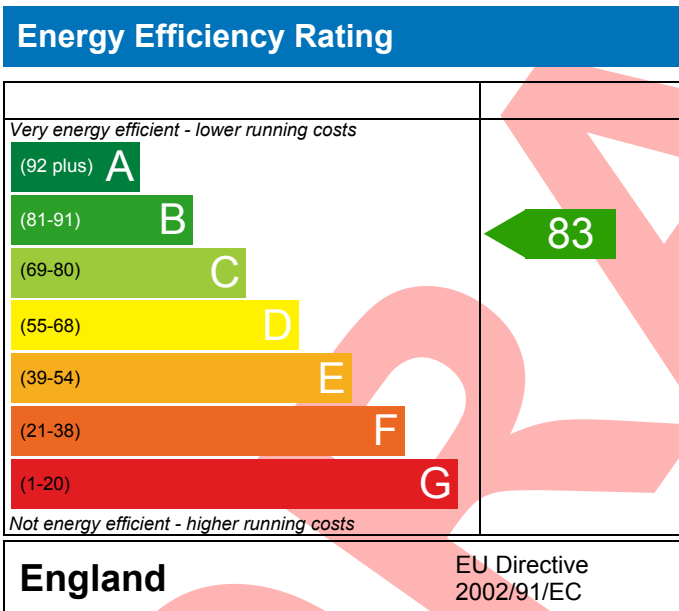 Energy Efficiency Rating
Very energy efficient - lower running costs
(92 plus) A
(81-91) B
83
(69-80) C
(55-68) D
(39-54) E
(21-38) F
(1-20) G
Not energy efficient - higher running costs
England
EU Directive
2002/91/EC